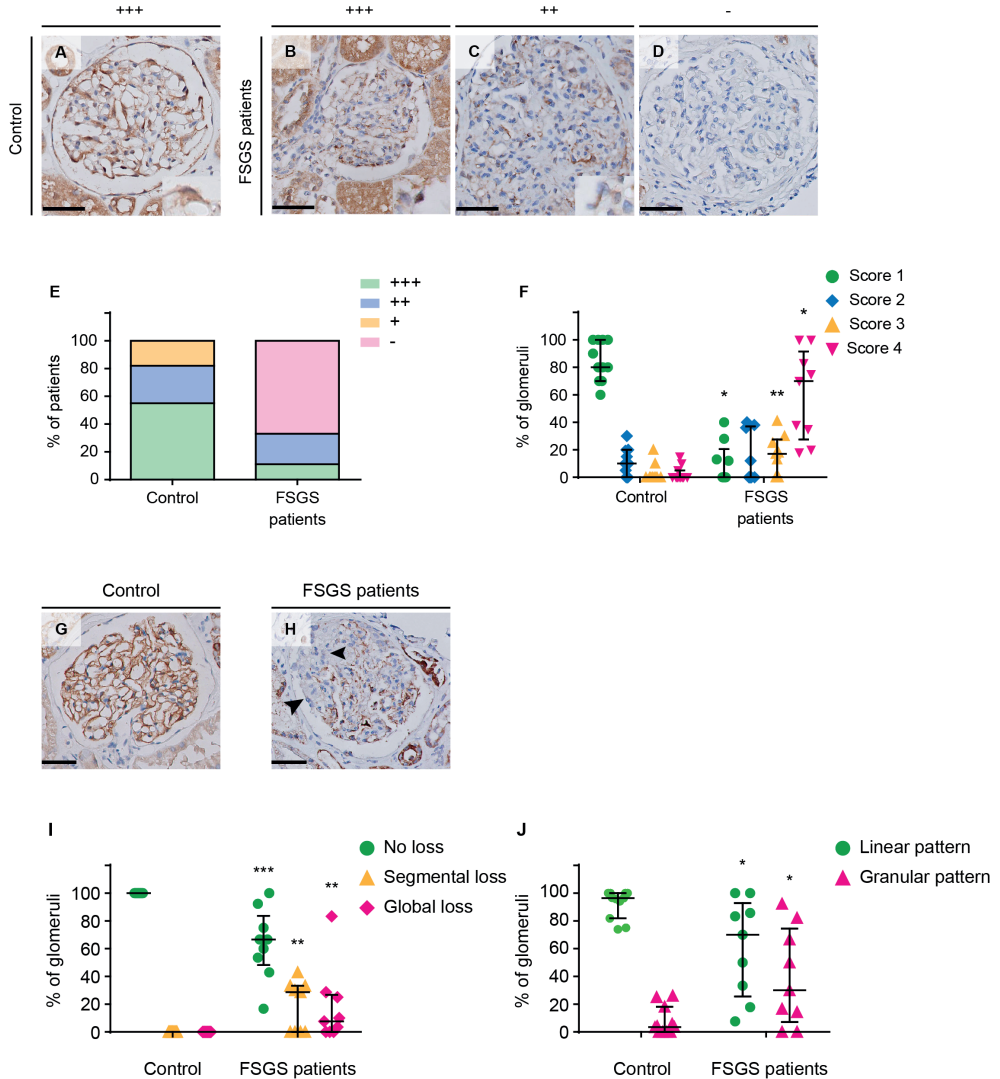 +++
+++
++
-
Control
FSGS patients
A
B
C
D
E
+++
++
+
-
% of patients
100
80
60
40
20
0
Control
FSGS
patients
F
Score 1
Score 2
Score 3
Score 4
% of glomeruli
100
80
60
40
20
0
*
**
*
Control
FSGS
patients
Control
FSGS patients
G
H
I
No loss
Segmental loss
Global loss
% of glomeruli
100
80
60
40
20
0
***
**
**
Control
FSGS patients
J
Linear pattern
Granular pattern
% of glomeruli
100
80
60
40
20
0
*
*
Control
FSGS patients